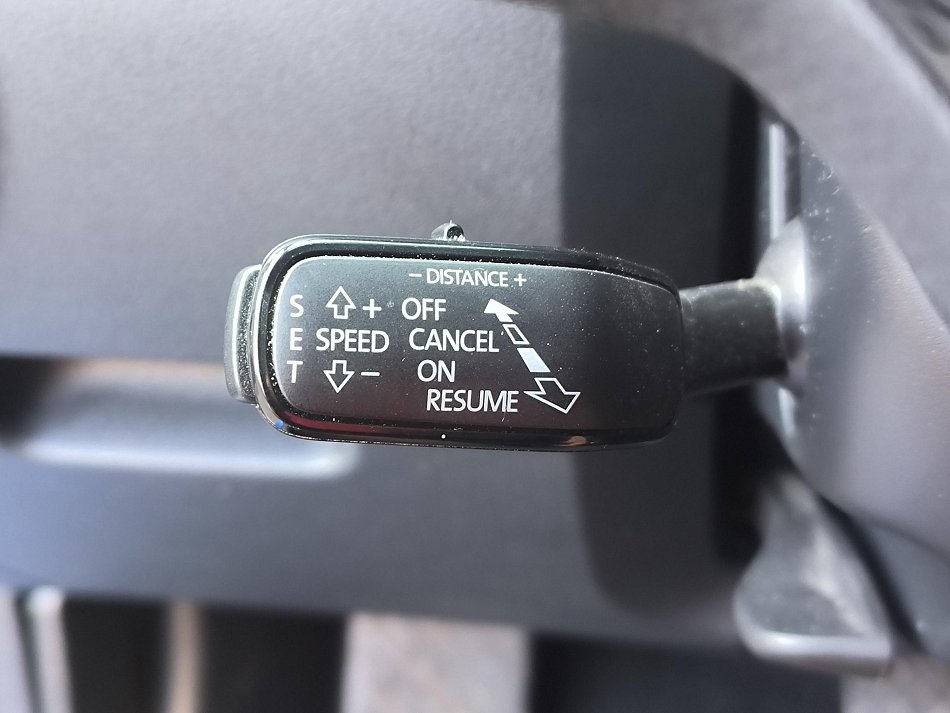 - DISTANCE +
S + OFF
E SPEED CANCEL
T - ON
RESUME